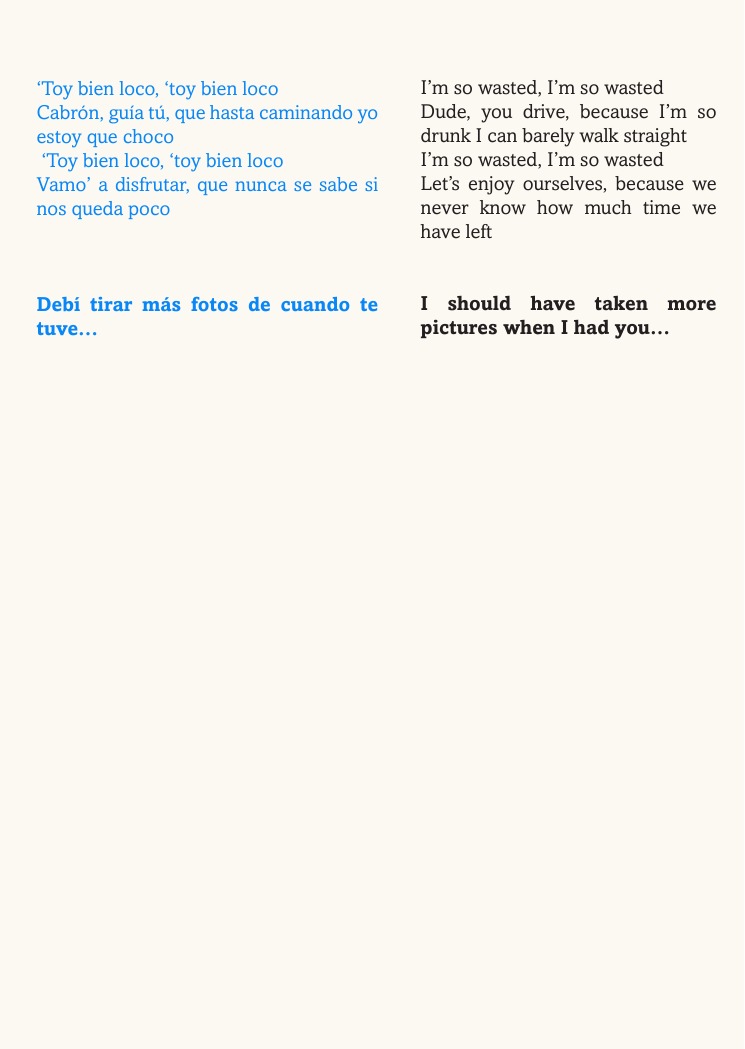 ‘Toy bien loco, ‘toy bien loco
Cabrón, guía tú, que hasta caminando yo
estoy que choco
‘Toy bien loco, ‘toy bien loco
Vamo’ a disfrutar, que nunca se sabe si
nos queda poco
Debí tirar más fotos de cuando te
tuve…
I’m so wasted, I’m so wasted
Dude, you drive, because I’m so
drunk I can barely walk straight
I’m so wasted, I’m so wasted
Let’s enjoy ourselves, because we
never know how much time we
have left
I should have taken more
pictures when I had you…